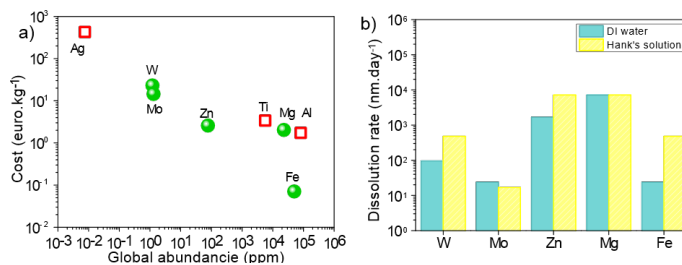 a)
Cost (euro.kg⁻¹)
10³
10²
10¹
10⁰
10⁻¹
10⁻²
Ag
W
Mo
Zn
Ti
Mg
Al
Fe
10⁻³ 10⁻² 10⁻¹ 10⁰ 10¹ 10² 10³ 10⁴ 10⁵ 10⁶
Global abundancie (ppm)
b)
Dissolution rate (nm.day⁻¹)
10⁶
10⁵
10⁴
10³
10²
10¹
10⁰
DI water
Hank's solution
W Mo Zn Mg Fe